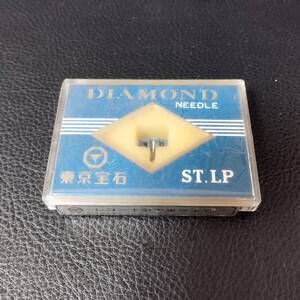 DIAMOND
NEEDLE
東京宝石
ST.LP